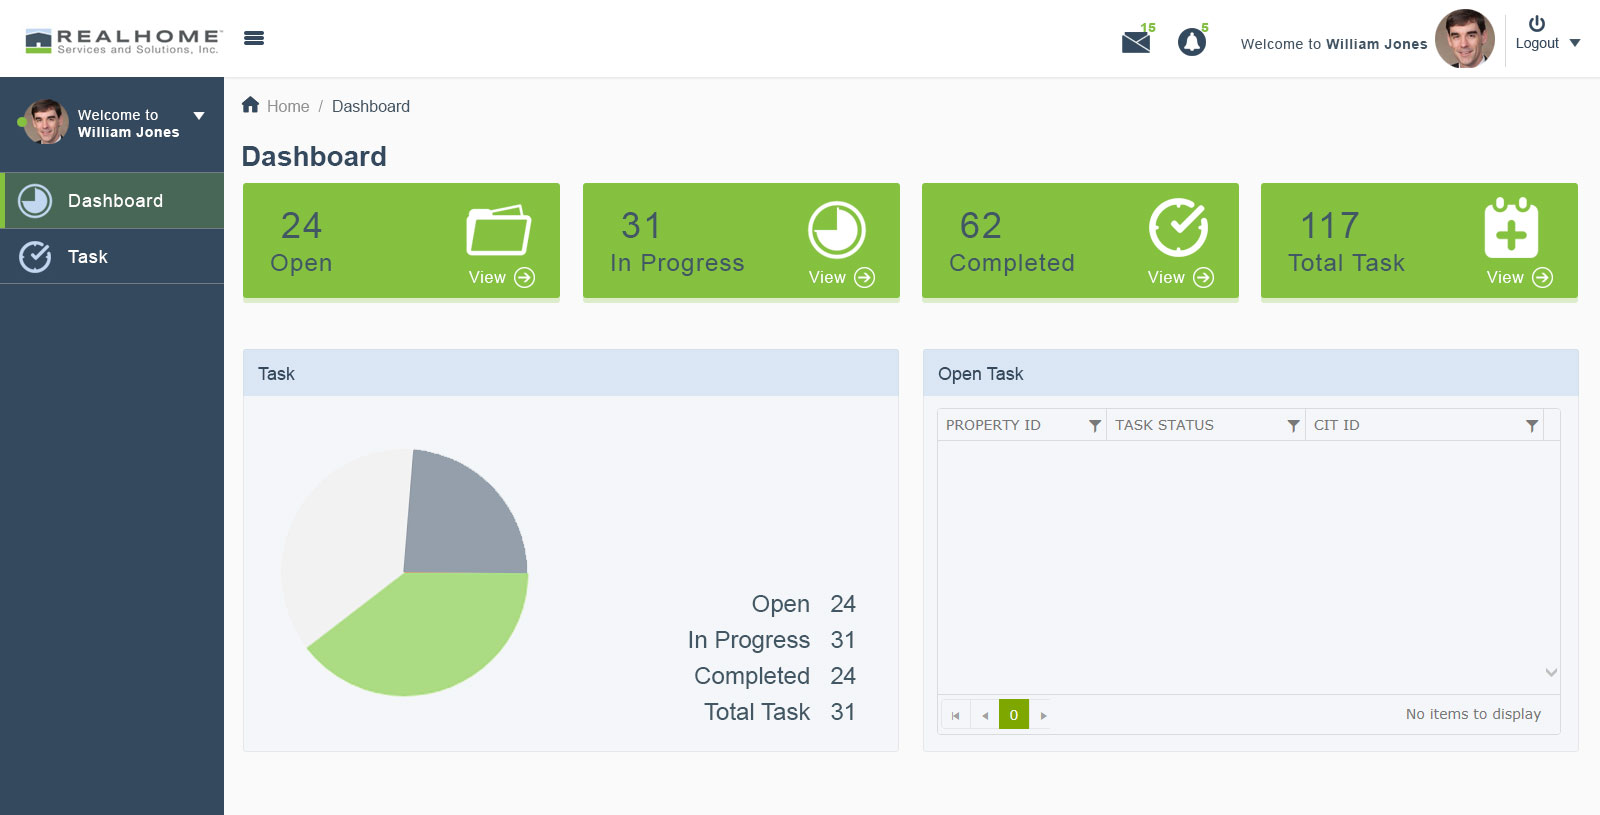 REALHOME
Services and Solutions, Inc.
15
5
Welcome to William Jones
Logout
Welcome to
William Jones
Dashboard
Task
Home / Dashboard
Dashboard
24
Open
View
31
In Progress
View
62
Completed
View
117
Total Task
View
Task
Open 24
In Progress 31
Completed 24
Total Task 31
Open Task
PROPERTY ID TASK STATUS CIT ID
0
No items to display